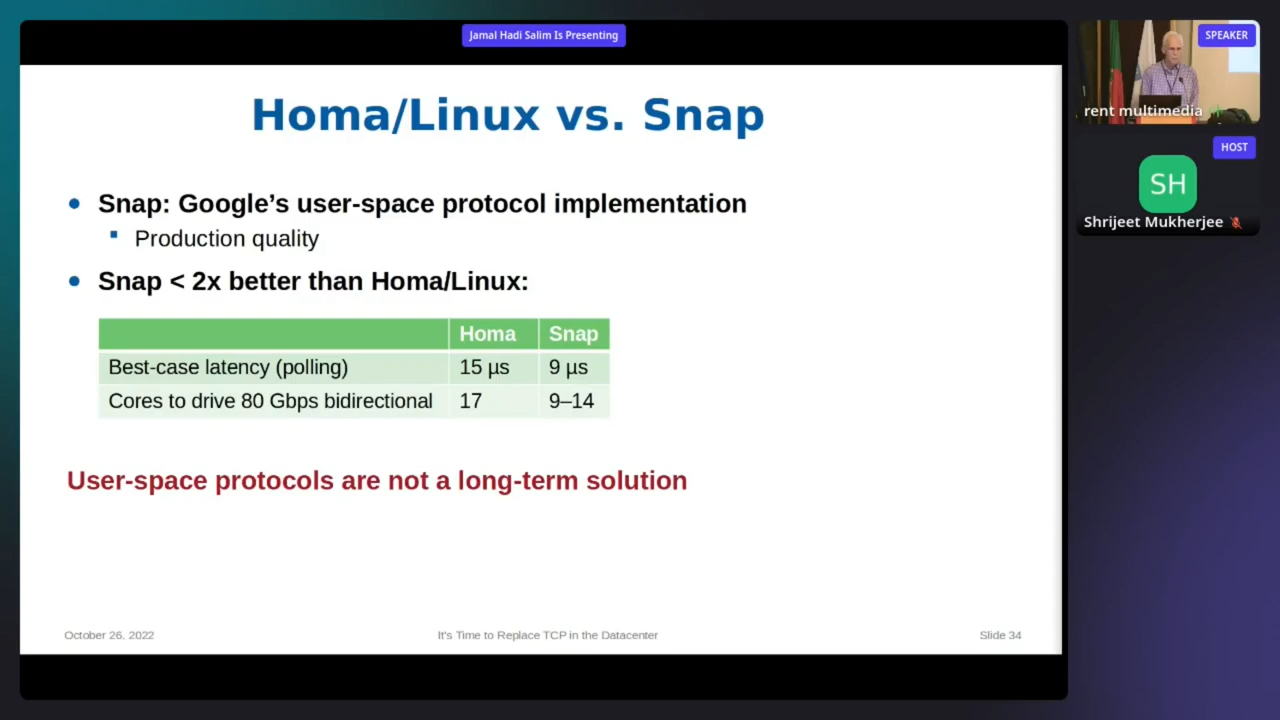 Jamal Hadi Salim Is Presenting
Homa/Linux vs. Snap
Snap: Google’s user-space protocol implementation
Production quality
Snap < 2x better than Homa/Linux:
Homa Snap
Best-case latency (polling) 15 µs 9 µs
Cores to drive 80 Gbps bidirectional 17 9–14
User-space protocols are not a long-term solution
October 26, 2022 It's Time to Replace TCP in the Datacenter Slide 34
SPEAKER
rent multimedia
HOST
SH
Shrijeet Mukherjee